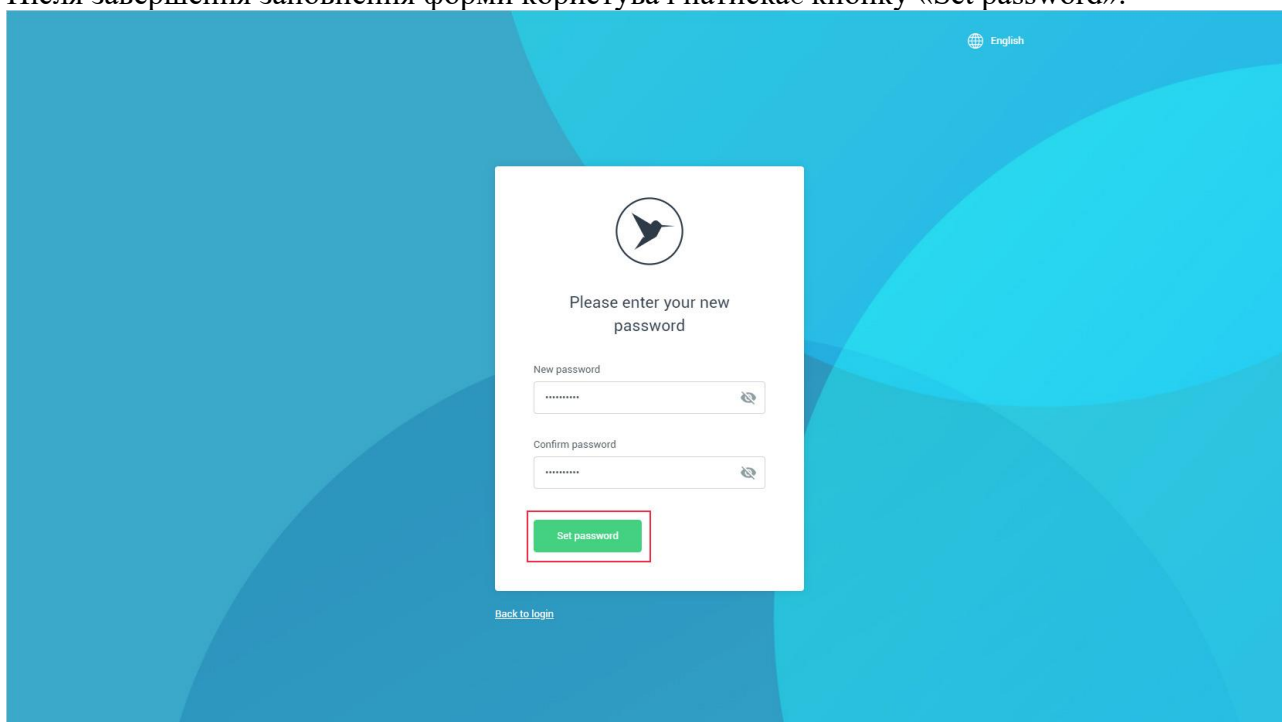 Після завершення заповнення форми користувач натискає кнопку «Set password».
English
Please enter your new
password
New password
••••••••••
Confirm password
••••••••••
Set password
Back to login